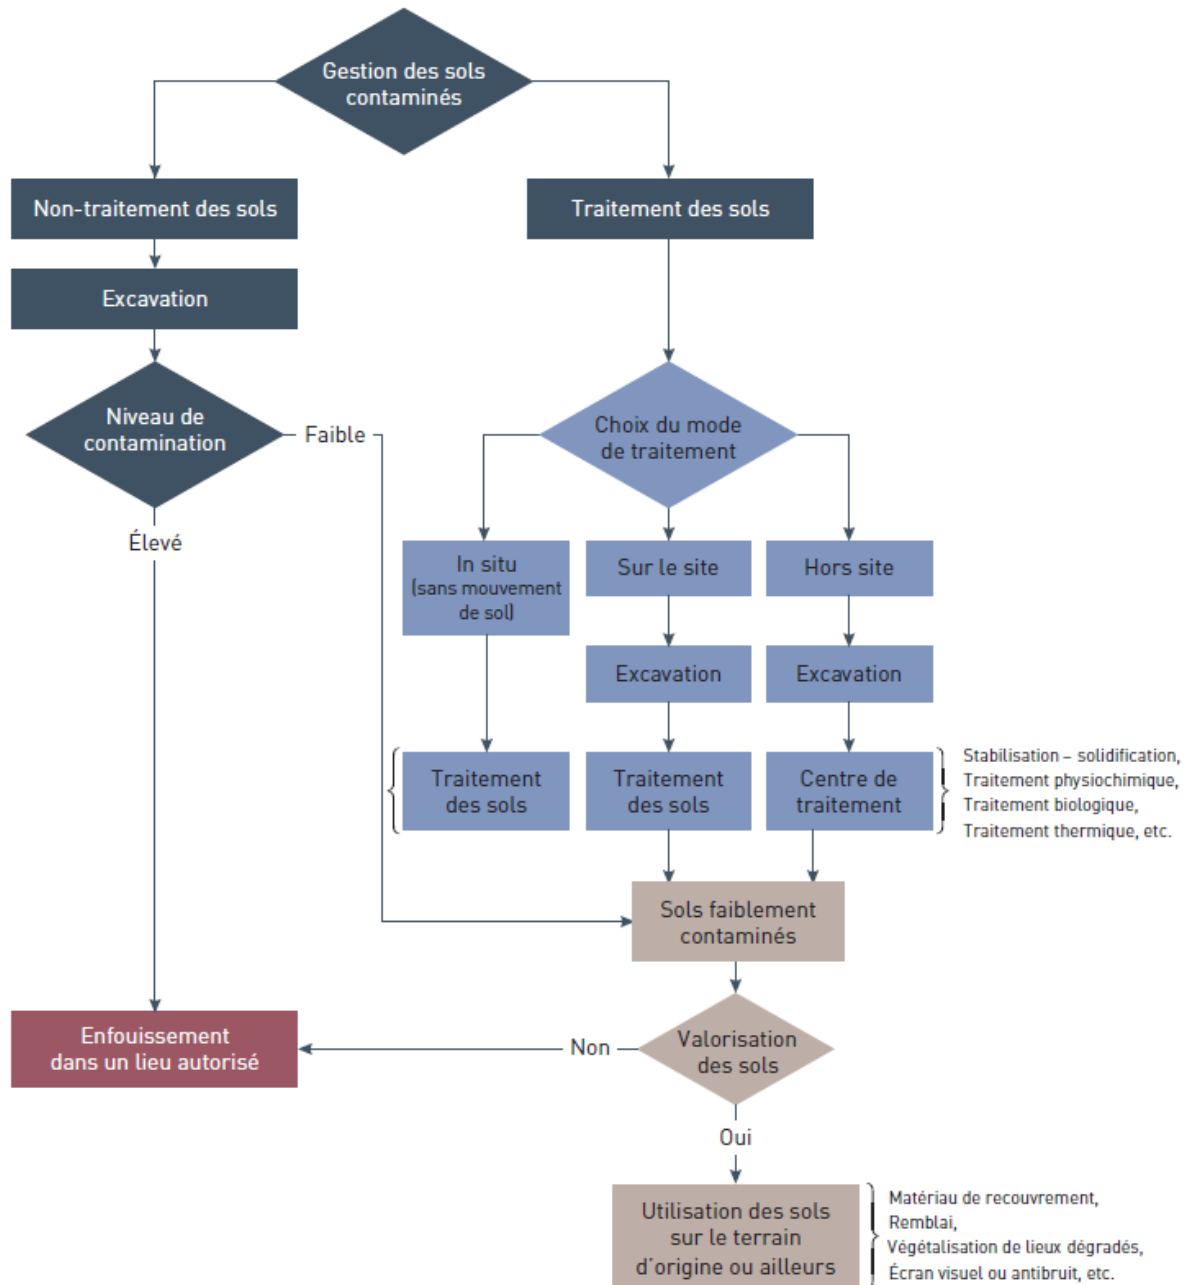 Gestion des sols
contaminés
Non-traitement des sols
Traitement des sols
Excavation
Niveau de
contamination
Faible
Choix du mode
de traitement
Élevé
In situ
(sans mouvement
de sol)
Sur le site
Hors site
Excavation
Excavation
Traitement
des sols
Traitement
des sols
Centre de
traitement
Stabilisation – solidification,
Traitement physiochimique,
Traitement biologique,
Traitement thermique, etc.
Sols faiblement
contaminés
Enfouissement
dans un lieu autorisé
Non
Valorisation
des sols
Oui
Utilisation des sols
sur le terrain
d'origine ou ailleurs
Matériau de recouvrement,
Remblai,
Végétalisation de lieux dégradés,
Écran visuel ou antibruit, etc.